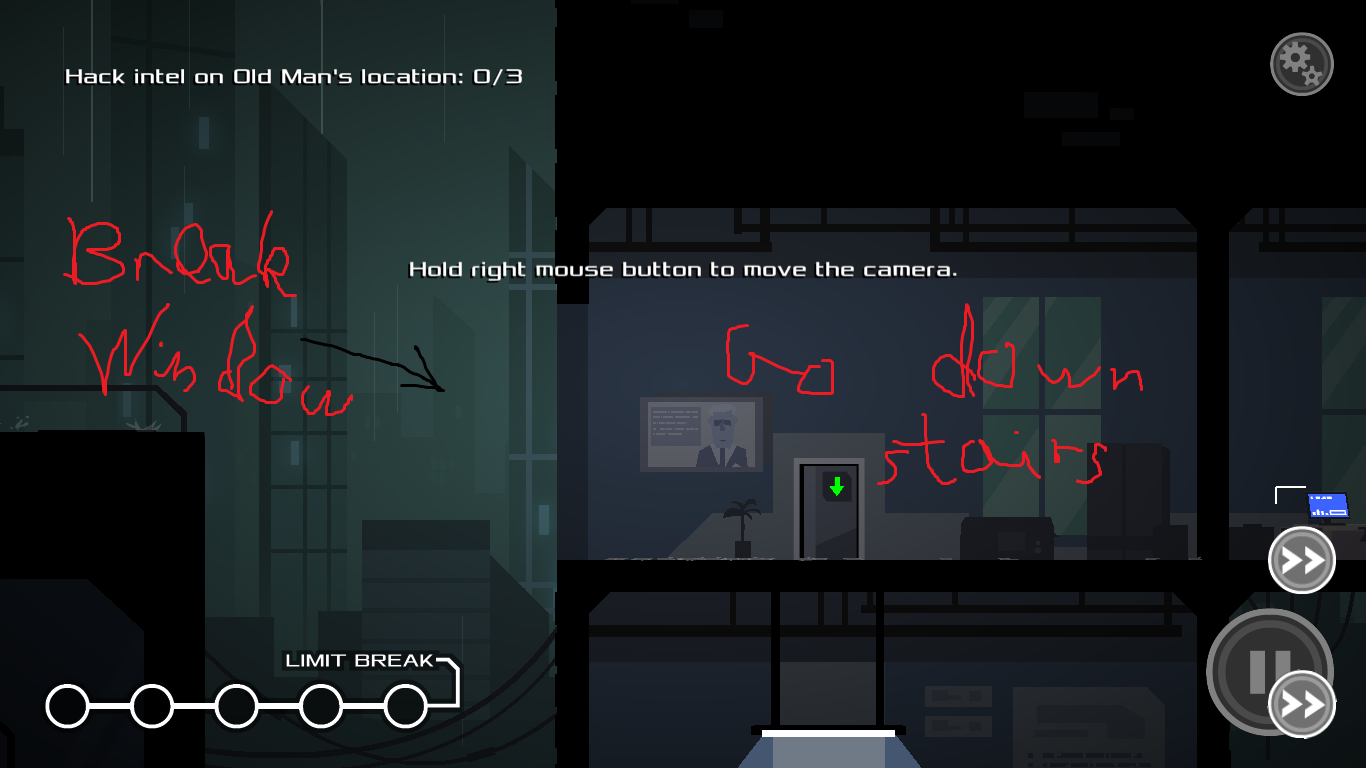 Hack intel on Old Man's location: 0/3
Hold right mouse button to move the camera.
Break
Window
down
stairs
LIMIT BREAK